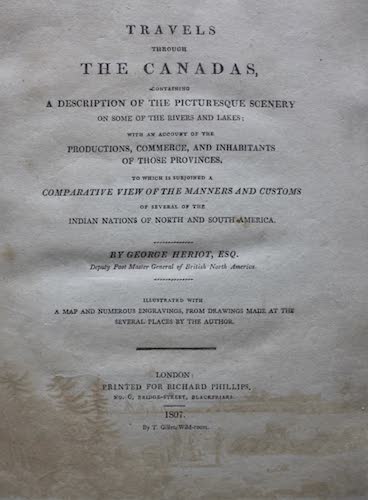 TRAVELS
THROUGH
THE CANADAS,
CONTAINING
A DESCRIPTION OF THE PICTURESQUE SCENERY
ON SOME OF THE RIVERS AND LAKES;
WITH AN ACCOUNT OF THE
PRODUCTIONS, COMMERCE, AND INHABITANTS
OF THOSE PROVINCES.
TO WHICH IS SUBJOINED A
COMPARATIVE VIEW OF THE MANNERS AND CUSTOMS
OF SEVERAL OF THE
INDIAN NATIONS OF NORTH AND SOUTH AMERICA.
BY GEORGE HERIOT, ESQ.
Deputy Post Master General of British North America.
ILLUSTRATED WITH
A MAP AND NUMEROUS ENGRAVINGS, FROM DRAWINGS MADE AT THE
SEVERAL PLACES BY THE AUTHOR.
LONDON:
PRINTED FOR RICHARD PHILLIPS,
NO. 6, BRIDGE-STREET, BLACKFRIARS.
1807.
By T. Gillet, Wild-court.